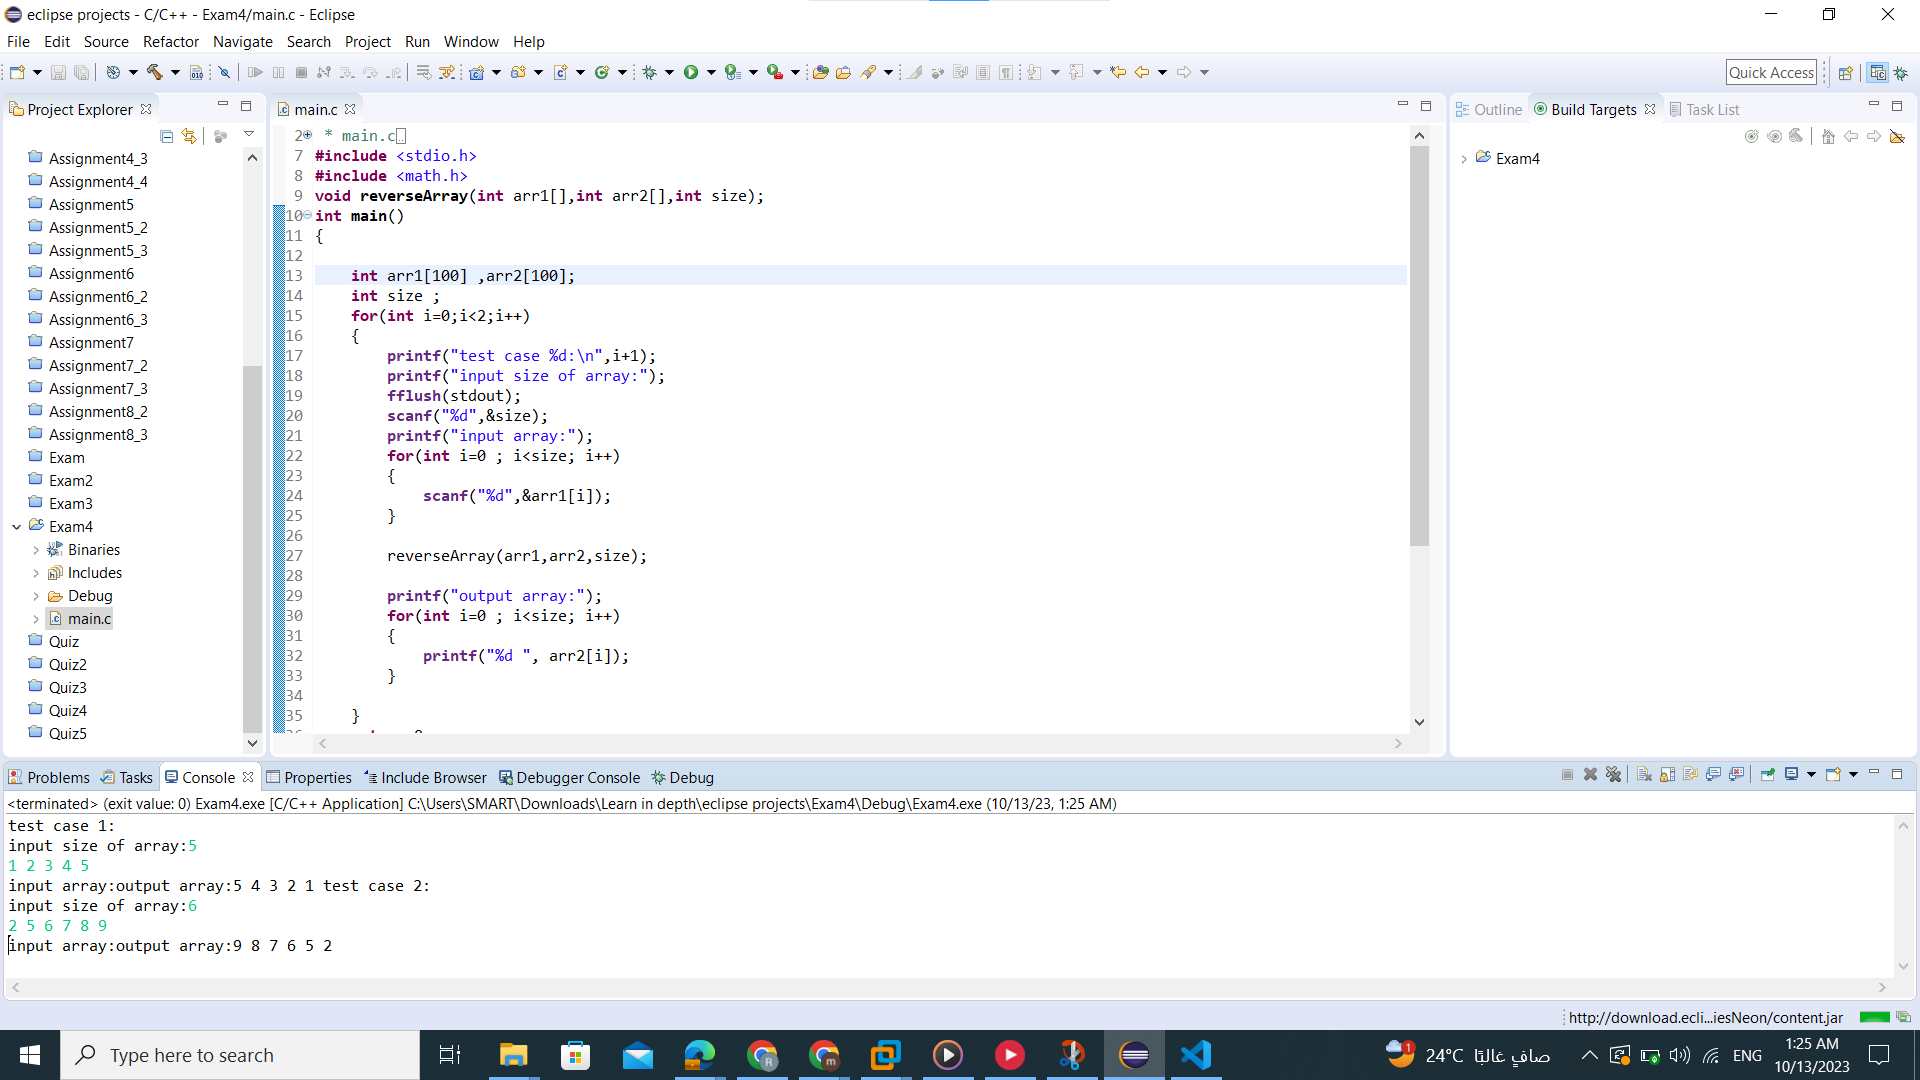 eclipse projects - C/C++ - Exam4/main.c - Eclipse
File Edit Source Refactor Navigate Search Project Run Window Help
Quick Access
Project Explorer
Assignment4_3
Assignment4_4
Assignment5
Assignment5_2
Assignment5_3
Assignment6
Assignment6_2
Assignment6_3
Assignment7
Assignment7_2
Assignment7_3
Assignment8_2
Assignment8_3
Exam
Exam2
Exam3
Exam4
Binaries
Includes
Debug
main.c
Quiz
Quiz2
Quiz3
Quiz4
Quiz5
main.c
2 * main.c
7 #include <stdio.h>
8 #include <math.h>
9 void reverseArray(int arr1[],int arr2[],int size);
10 int main()
11 {
12
13 int arr1[100] ,arr2[100];
14 int size ;
15 for(int i=0;i<2;i++)
16 {
17 printf("test case %d:\n",i+1);
18 printf("input size of array:");
19 fflush(stdout);
20 scanf("%d",&size);
21 printf("input array:");
22 for(int i=0 ; i<size; i++)
23 {
24 scanf("%d",&arr1[i]);
25 }
26
27 reverseArray(arr1,arr2,size);
28
29 printf("output array:");
30 for(int i=0 ; i<size; i++)
31 {
32 printf("%d ", arr2[i]);
33 }
34
35 }
Outline Build Targets Task List
Exam4
Problems Tasks Console Properties Include Browser Debugger Console Debug
<terminated> (exit value: 0) Exam4.exe [C/C++ Application] C:\Users\SMART\Downloads\Learn in depth\eclipse projects\Exam4\Debug\Exam4.exe (10/13/23, 1:25 AM)
test case 1:
input size of array:5
1 2 3 4 5
input array:output array:5 4 3 2 1 test case 2:
input size of array:6
2 5 6 7 8 9
input array:output array:9 8 7 6 5 2
http://download.ecli...iesNeon/content.jar
Type here to search
24°C صافٍ غالبًا
ENG
1:25 AM
10/13/2023